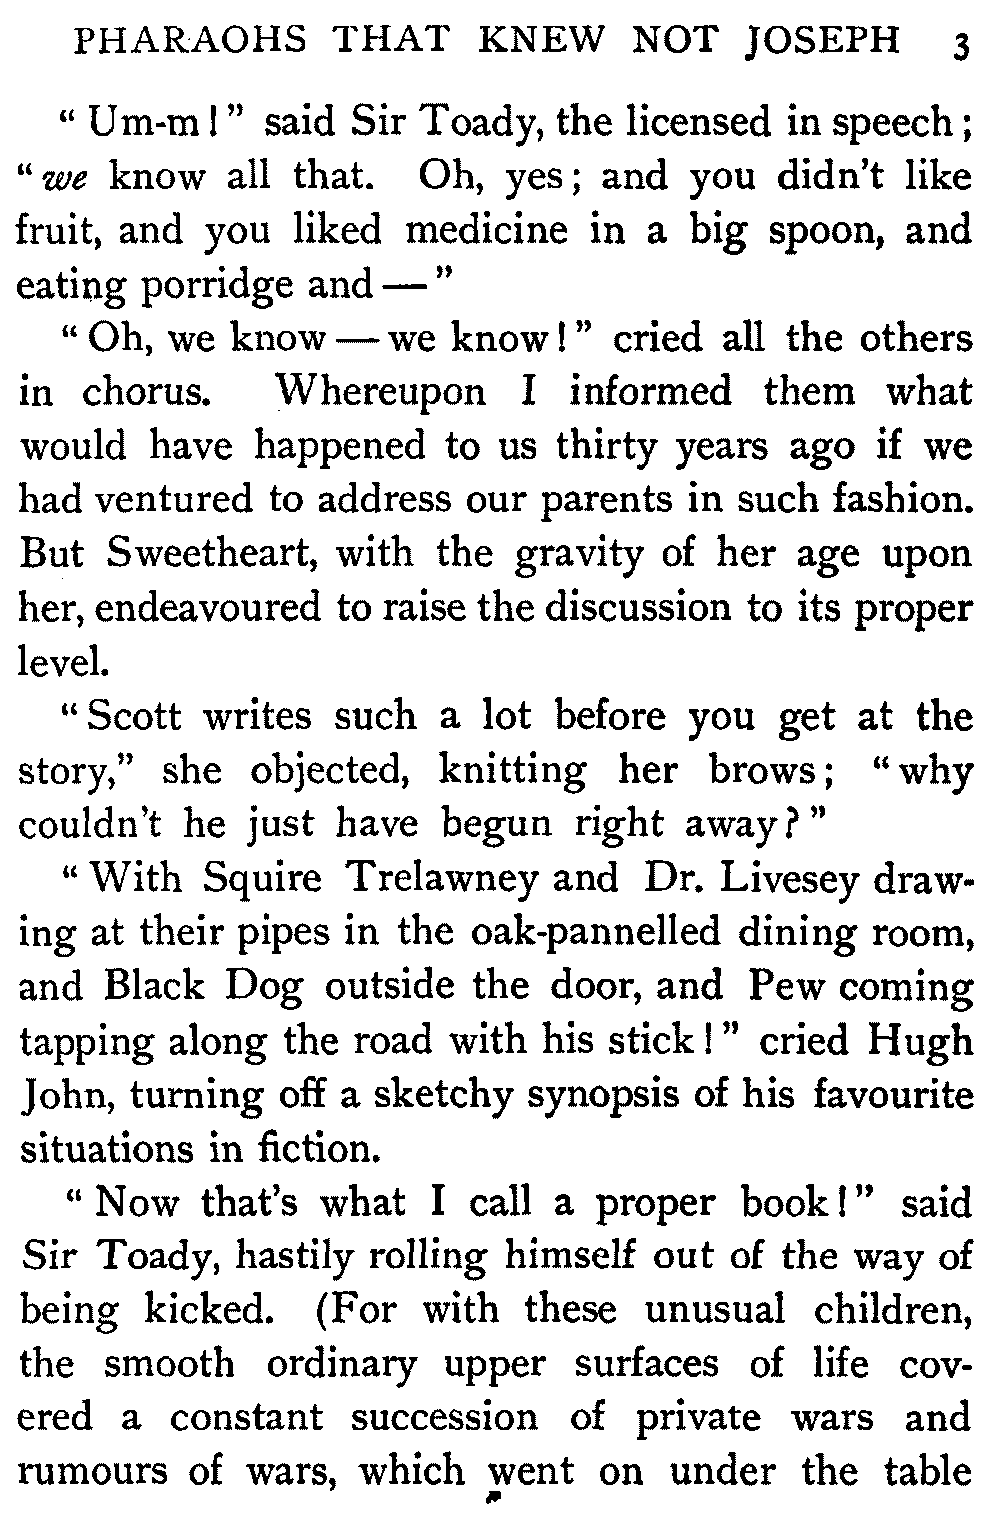 PHARAOHS THAT KNEW NOT JOSEPH 3
“ Um-m ! ” said Sir Toady, the licensed in speech ;
“ we know all that. Oh, yes ; and you didn’t like
fruit, and you liked medicine in a big spoon, and
eating porridge and — ”
“ Oh, we know — we know ! ” cried all the others
in chorus. Whereupon I informed them what
would have happened to us thirty years ago if we
had ventured to address our parents in such fashion.
But Sweetheart, with the gravity of her age upon
her, endeavoured to raise the discussion to its proper
level.
“ Scott writes such a lot before you get at the
story,” she objected, knitting her brows ; “ why
couldn’t he just have begun right away ? ”
“ With Squire Trelawney and Dr. Livesey draw-
ing at their pipes in the oak-pannelled dining room,
and Black Dog outside the door, and Pew coming
tapping along the road with his stick ! ” cried Hugh
John, turning off a sketchy synopsis of his favourite
situations in fiction.
“ Now that’s what I call a proper book ! ” said
Sir Toady, hastily rolling himself out of the way of
being kicked. (For with these unusual children,
the smooth ordinary upper surfaces of life cov-
ered a constant succession of private wars and
rumours of wars, which went on under the table